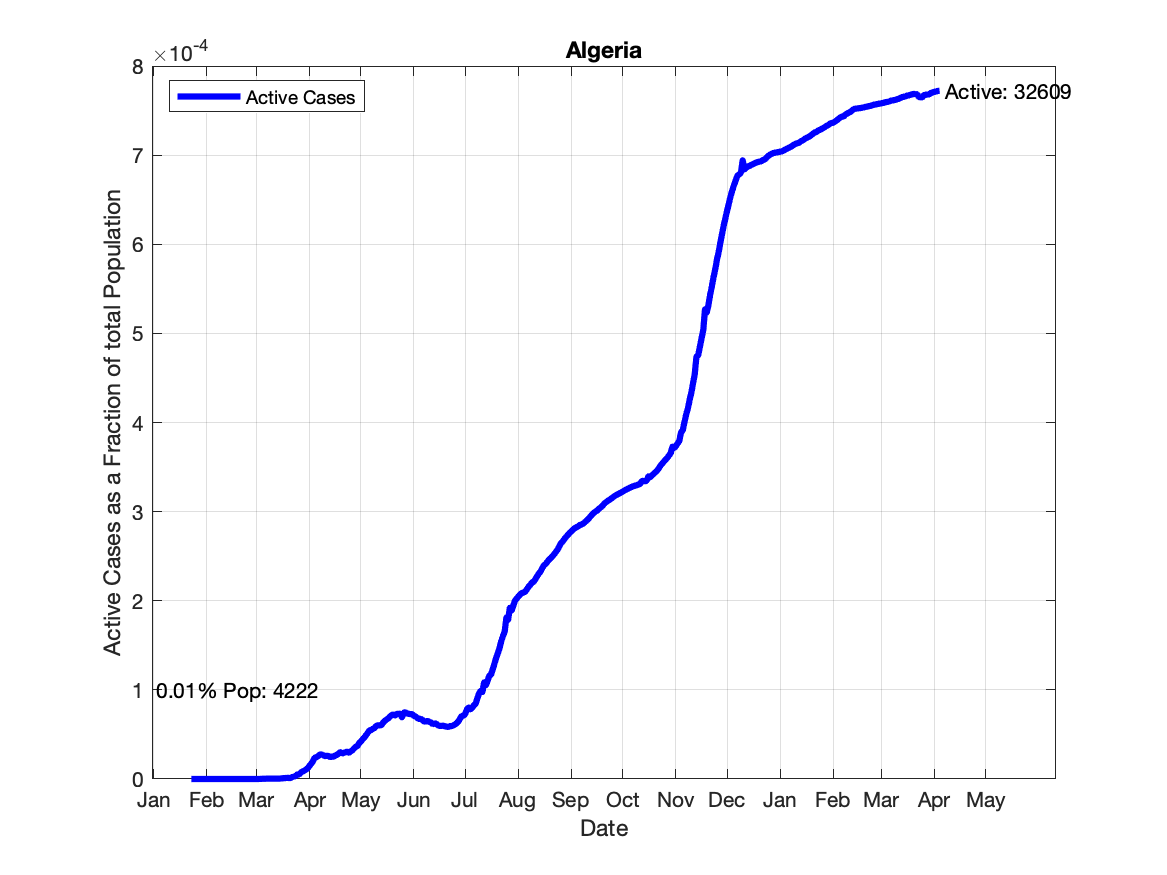 Algeria
×10⁻⁴
Active Cases
Active: 32609
8
7
6
5
4
3
2
1
0
0.01% Pop: 4222
Active Cases as a Fraction of total Population
Jan Feb Mar Apr May Jun Jul Aug Sep Oct Nov Dec Jan Feb Mar Apr May
Date